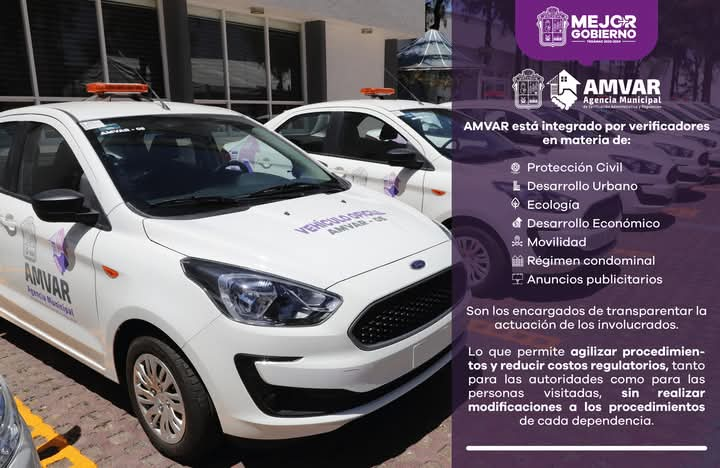 MEJOR
GOBIERNO
AMVAR
Agencia Municipal
AMVAR está integrado por verificadores
en materia de:
Protección Civil
Desarrollo Urbano
Ecología
Desarrollo Económico
Movilidad
Régimen condominal
Anuncios publicitarios
Son los encargados de transparentar la
actuación de los involucrados.
Lo que permite agilizar procedimien-
tos y reducir costos regulatorios, tanto
para las autoridades como para las
personas visitadas, sin realizar
modificaciones a los procedimientos
de cada dependencia.
VEHÍCULO OFICIAL
AMVAR - 08
AMVAR
Agencia Municipal
Ford